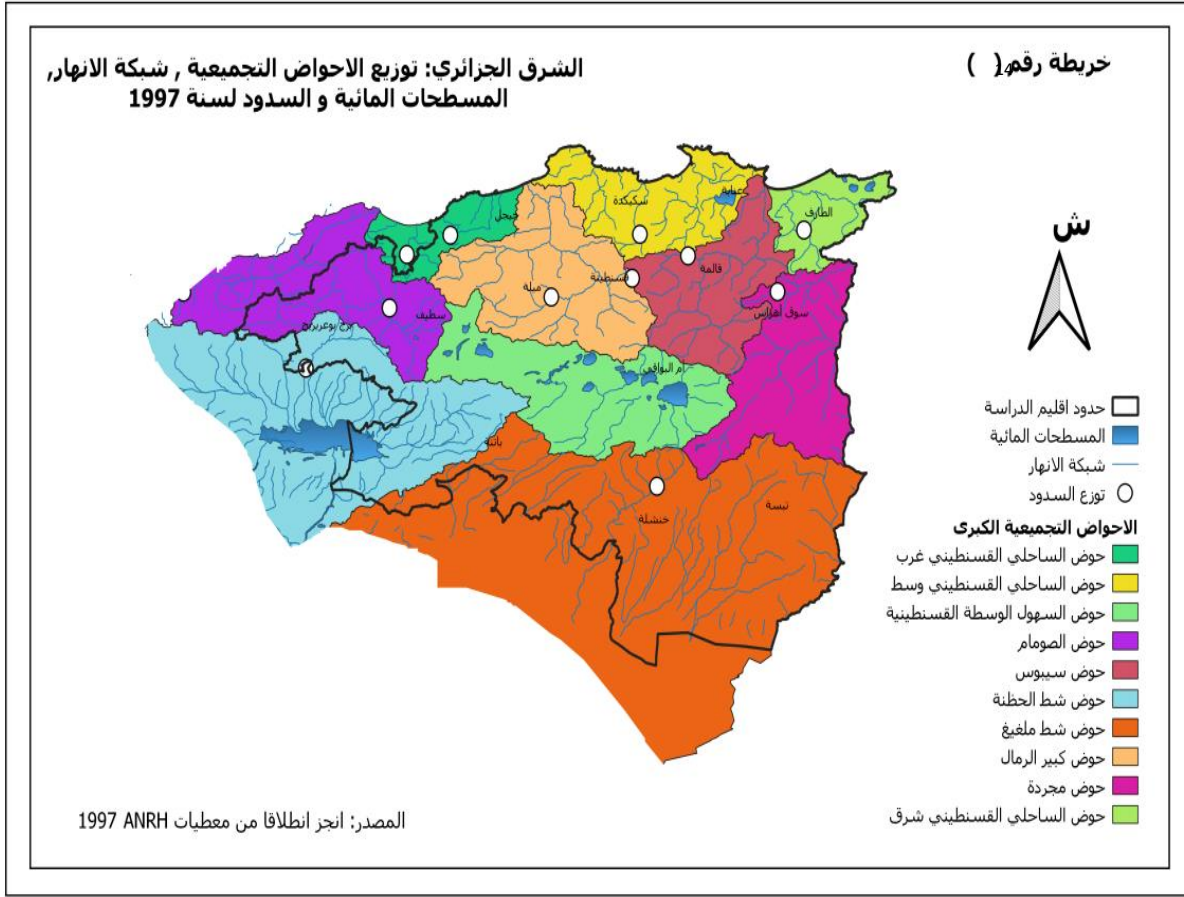 خريطة رقم( 14 )
الشرق الجزائري: توزيع الاحواض التجميعية , شبكة الانهار,
المسطحات المائية و السدود لسنة 1997
الطارف
عنابة
سكيكدة
جيجل
قالمة
قسنطينة
ميلة
سوق أهراس
سطيف
برج بوعريريج
أم البواقي
باتنة
خنشلة
تبسة
ش
حدود اقليم الدراسة
المسطحات المائية
شبكة الانهار
توزع السدود
الاحواض التجميعية الكبرى
حوض الساحلي القسنطيني غرب
حوض الساحلي القسنطيني وسط
حوض السهول الوسطة القسنطينية
حوض الصومام
حوض سيبوس
حوض شط الحظنة
حوض شط ملغيغ
حوض كبير الرمال
حوض مجردة
حوض الساحلي القسنطيني شرق
المصدر: انجز انطلاقا من معطيات ANRH 1997